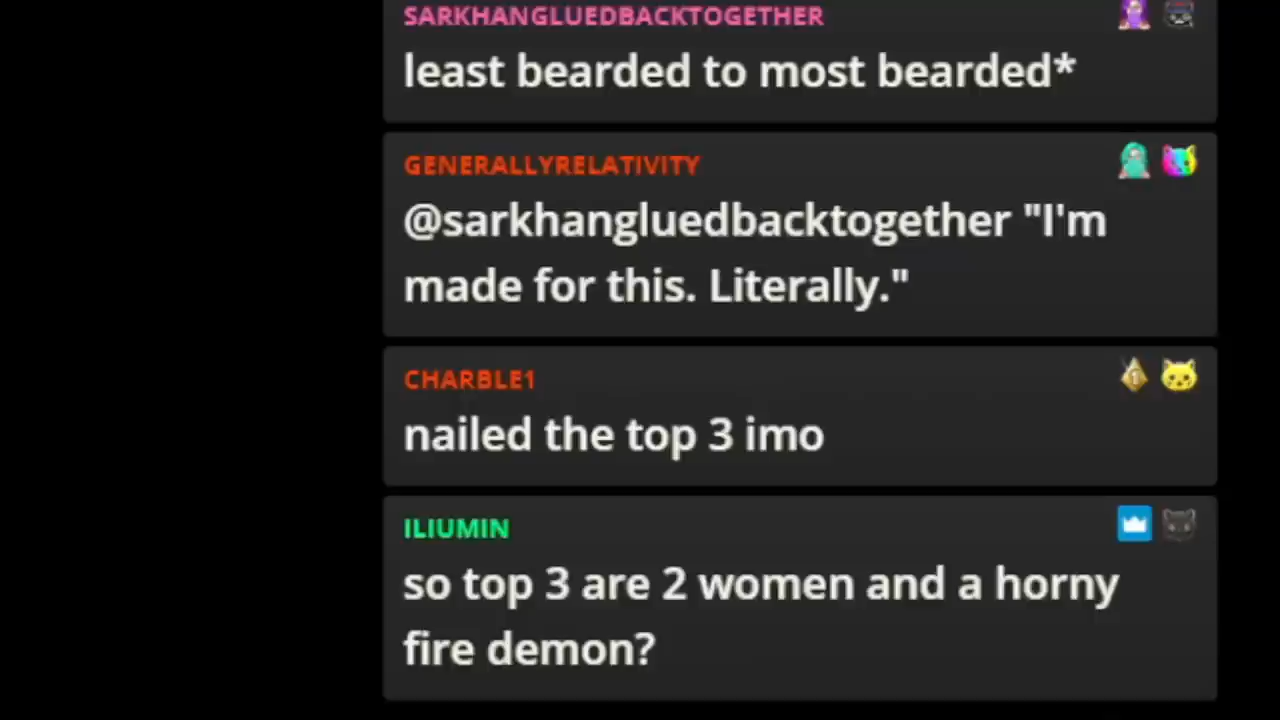 SARKHANGLUEDBACKTOGETHER
least bearded to most bearded*
GENERALLYRELATIVITY
@sarkhangluedbacktogether "I'm
made for this. Literally."
CHARBLE1
nailed the top 3 imo
ILIUMIN
so top 3 are 2 women and a horny
fire demon?